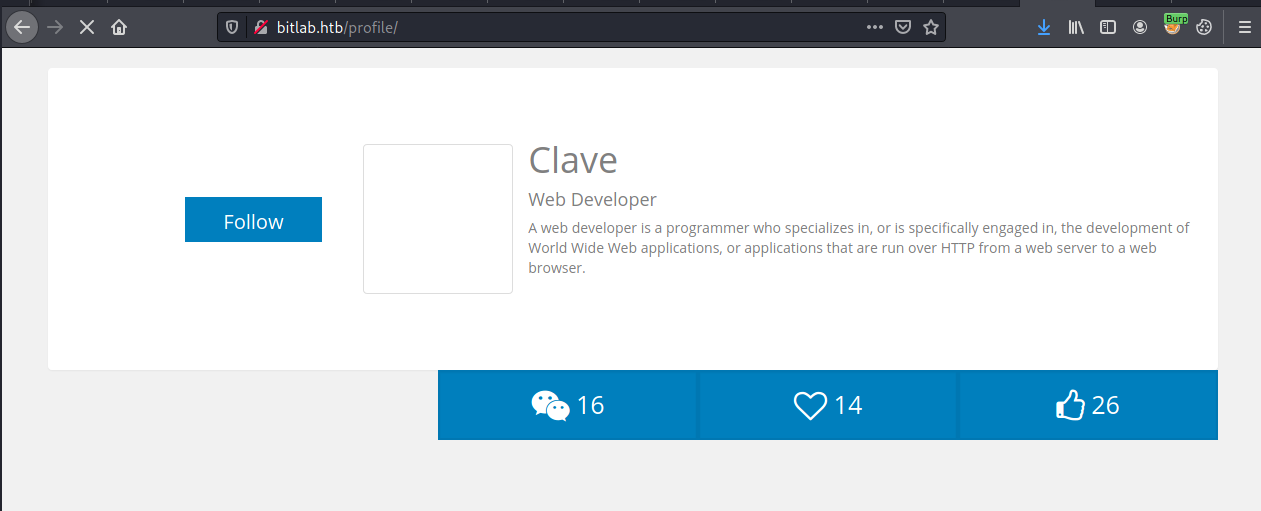 bitlab.htb/profile/
Burp
Clave
Web Developer
Follow
A web developer is a programmer who specializes in, or is specifically engaged in, the development of
World Wide Web applications, or applications that are run over HTTP from a web server to a web
browser.
16
14
26